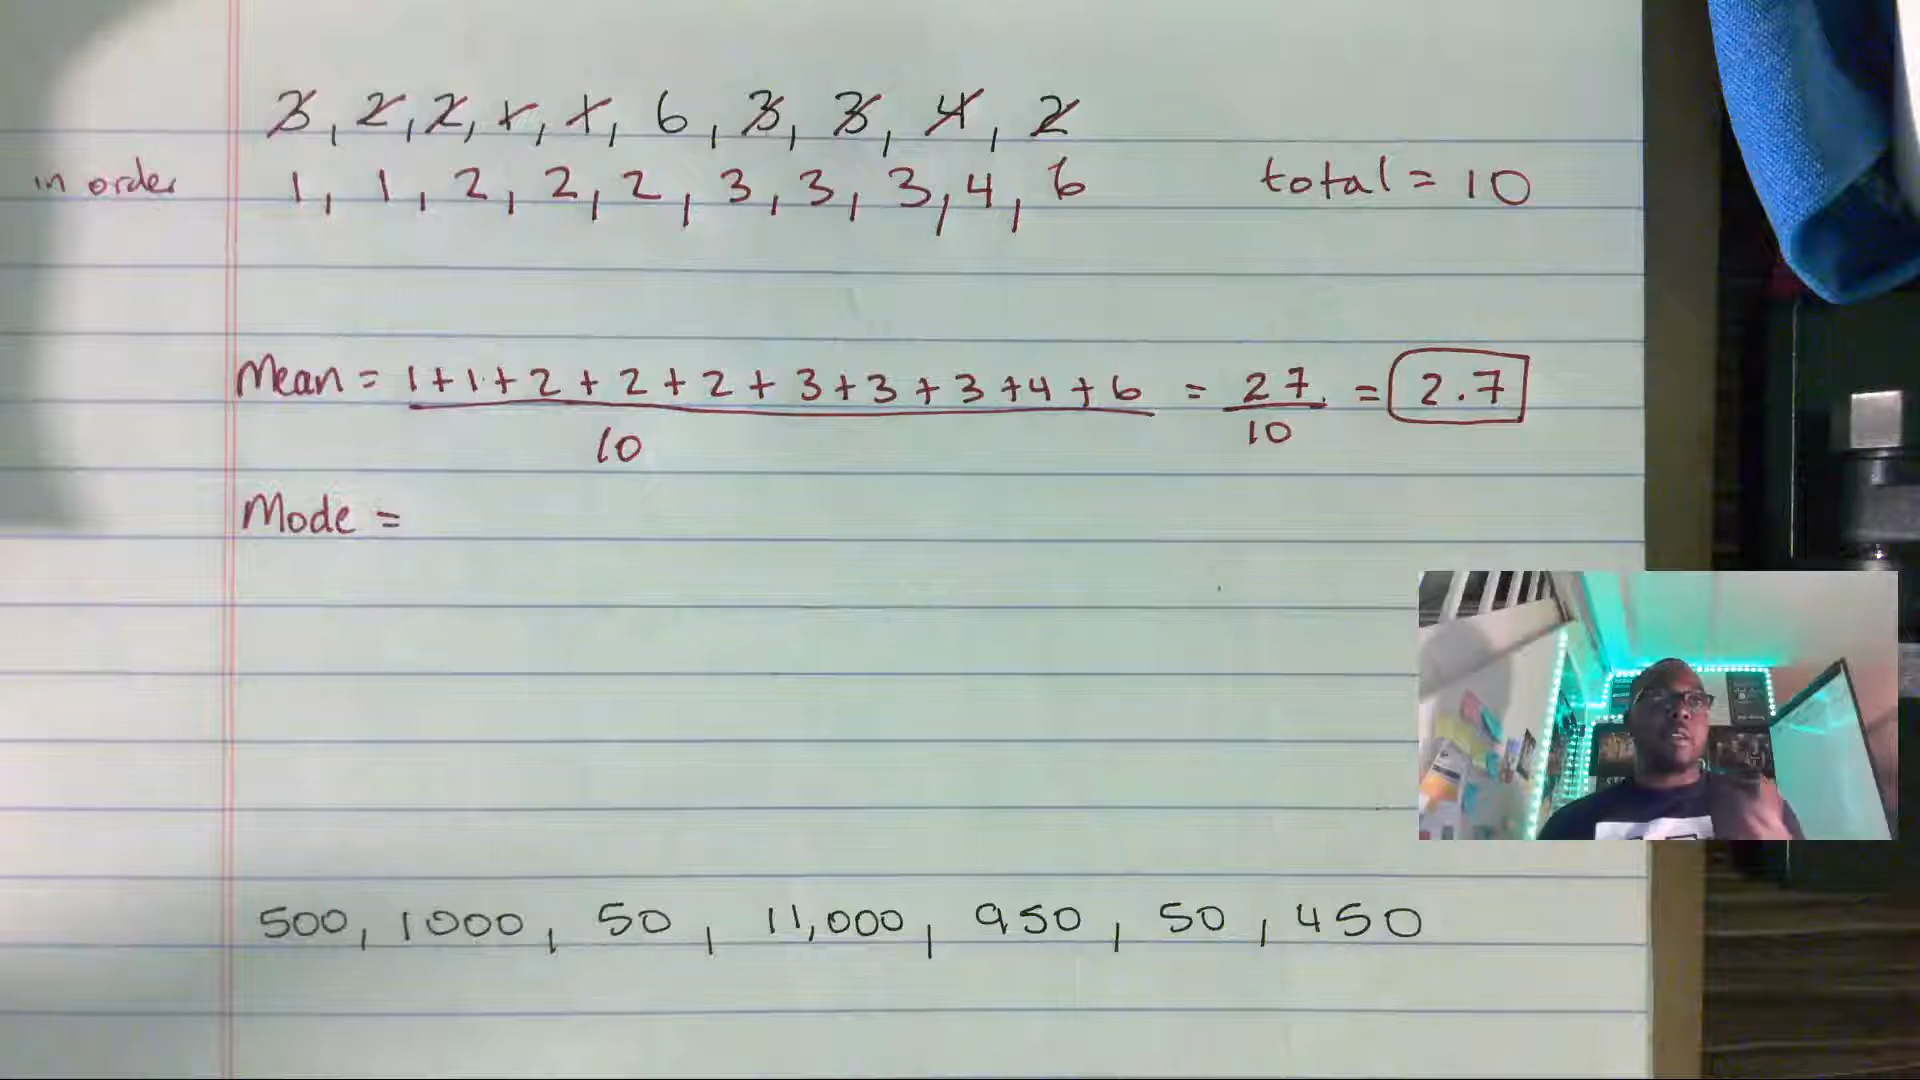 3, 2, 2, 1, 1, 6, 3, 3, 4, 2
in order 1, 1, 2, 2, 2, 3, 3, 3, 4, 6 total = 10
Mean = 1+1+2+2+2+3+3+3+4+6 = 27 = 2.7
10 10
Mode =
500, 1000, 50, 11,000, 950, 50, 450